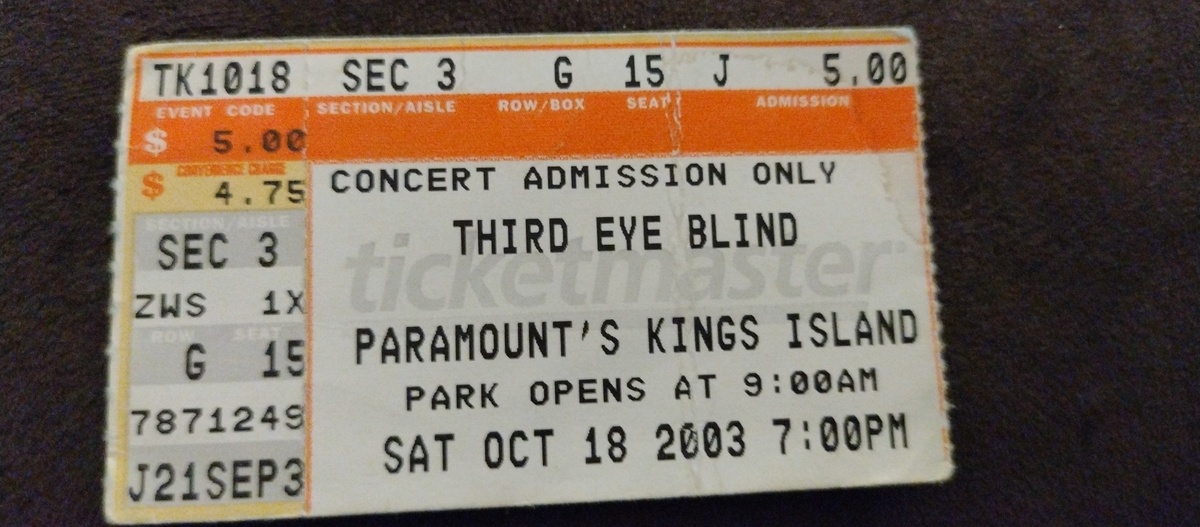 TK1018 SEC 3 G 15 J 5.00
EVENT CODE SECTION/AISLE ROW/BOX SEAT ADMISSION
$ 5.00
CONVENIENCE CHARGE
$ 4.75
SECTION/AISLE
SEC 3
ZWS 1X
ROW SEAT
G 15
7871249
J21SEP3
CONCERT ADMISSION ONLY
THIRD EYE BLIND
ticketmaster
PARAMOUNT'S KINGS ISLAND
PARK OPENS AT 9:00AM
SAT OCT 18 2003 7:00PM